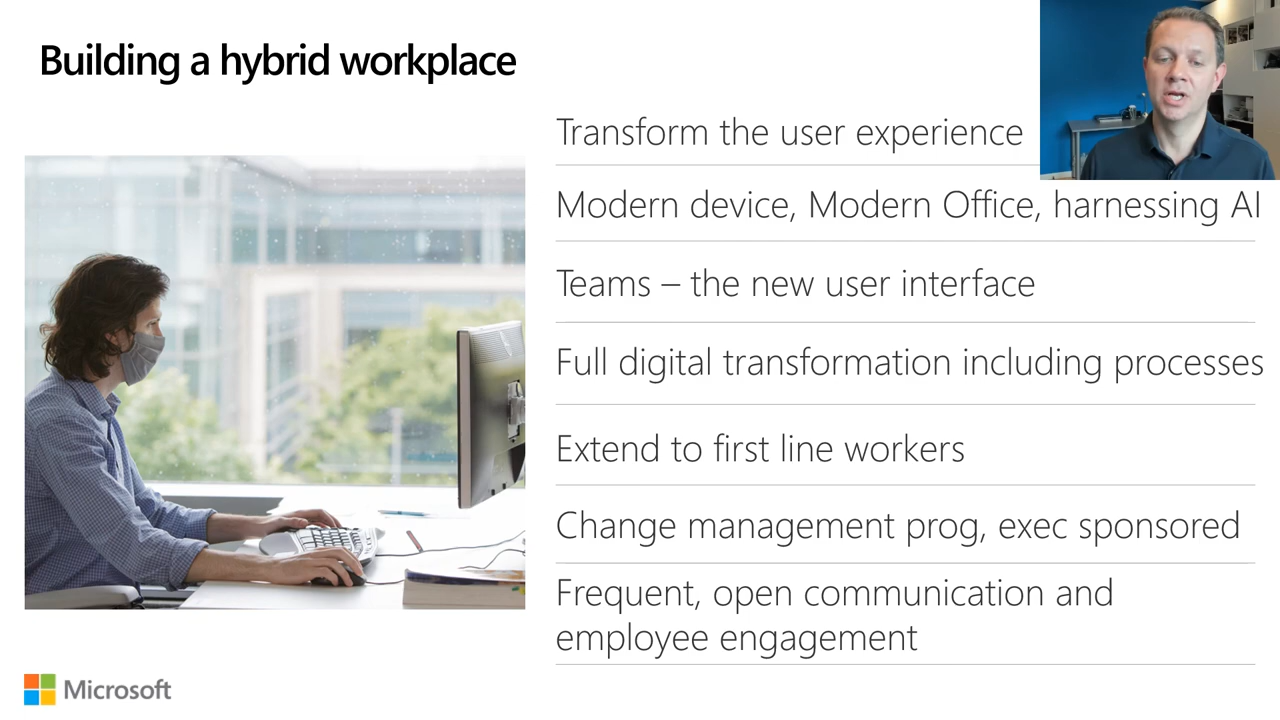 Building a hybrid workplace
Transform the user experience
Modern device, Modern Office, harnessing AI
Teams – the new user interface
Full digital transformation including processes
Extend to first line workers
Change management prog, exec sponsored
Frequent, open communication and
employee engagement
Microsoft